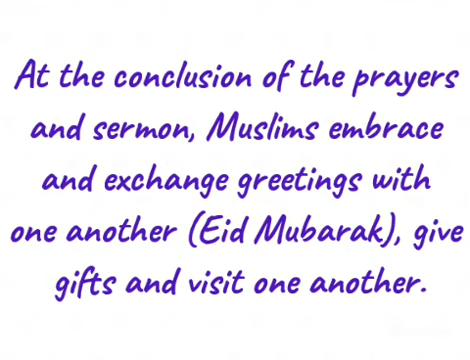 At the conclusion of the prayers
and sermon, Muslims embrace
and exchange greetings with
one another (Eid Mubarak), give
gifts and visit one another.